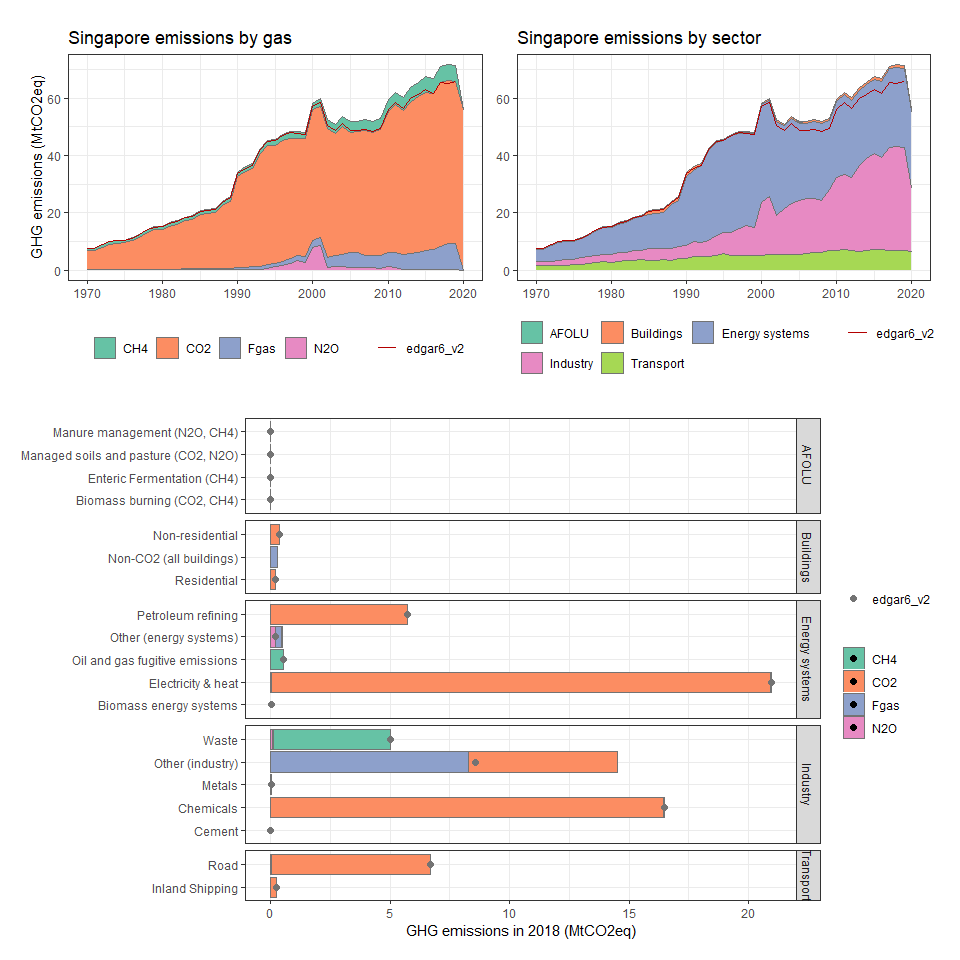 Singapore emissions by gas
GHG emissions (MtCO2eq)
60
40
20
0
1970 1980 1990 2000 2010 2020
CH4 CO2 Fgas N2O edgar6_v2
Singapore emissions by sector
60
40
20
0
1970 1980 1990 2000 2010 2020
AFOLU Buildings Energy systems edgar6_v2
Industry Transport
Manure management (N2O, CH4)
Managed soils and pasture (CO2, N2O)
Enteric Fermentation (CH4)
Biomass burning (CO2, CH4)
AFOLU
Non-residential
Non-CO2 (all buildings)
Residential
Buildings
Petroleum refining
Other (energy systems)
Oil and gas fugitive emissions
Electricity & heat
Biomass energy systems
Energy systems
Waste
Other (industry)
Metals
Chemicals
Cement
Industry
Road
Inland Shipping
Transport
0 5 10 15 20
GHG emissions in 2018 (MtCO2eq)
edgar6_v2
CH4
CO2
Fgas
N2O